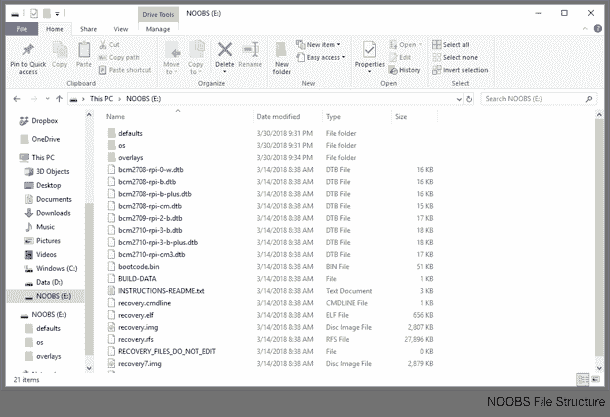 Drive Tools NOOBS (E:)
File Home Share View Manage
Pin to Quick access
Copy
Paste
Cut
Copy path
Paste shortcut
Clipboard
Move to
Copy to
Delete
Rename
Organize
New folder
New item
Easy access
New
Properties
Open
Edit
History
Open
Select all
Select none
Invert selection
Select
This PC > NOOBS (E:)
Search NOOBS (E:)
Name Date modified Type Size
Dropbox
OneDrive
This PC
3D Objects
Desktop
Documents
Downloads
Music
Pictures
Videos
Windows (C:)
Data (D:)
NOOBS (E:)
NOOBS (E:)
defaults
os
overlays
defaults 3/30/2018 9:31 PM File folder
os 3/30/2018 9:31 PM File folder
overlays 3/30/2018 9:34 PM File folder
bcm2708-rpi-0-w.dtb 3/14/2018 8:38 AM DTB File 16 KB
bcm2708-rpi-b.dtb 3/14/2018 8:38 AM DTB File 16 KB
bcm2708-rpi-b-plus.dtb 3/14/2018 8:38 AM DTB File 16 KB
bcm2708-rpi-cm.dtb 3/14/2018 8:38 AM DTB File 15 KB
bcm2709-rpi-2-b.dtb 3/14/2018 8:38 AM DTB File 17 KB
bcm2710-rpi-3-b.dtb 3/14/2018 8:38 AM DTB File 18 KB
bcm2710-rpi-3-b-plus.dtb 3/14/2018 8:38 AM DTB File 18 KB
bcm2710-rpi-cm3.dtb 3/14/2018 8:38 AM DTB File 17 KB
bootcode.bin 3/14/2018 8:38 AM BIN File 51 KB
BUILD-DATA 3/14/2018 8:38 AM File 1 KB
INSTRUCTIONS-README.txt 3/14/2018 8:38 AM Text Document 3 KB
recovery.cmdline 3/14/2018 8:38 AM CMDLINE File 1 KB
recovery.elf 3/14/2018 8:38 AM ELF File 656 KB
recovery.img 3/14/2018 8:38 AM Disc Image File 2,807 KB
recovery.rfs 3/14/2018 8:38 AM RFS File 27,896 KB
RECOVERY_FILES_DO_NOT_EDIT 3/14/2018 8:38 AM File 0 KB
recovery7.img 3/14/2018 8:38 AM Disc Image File 2,879 KB
21 items
NOOBS File Structure